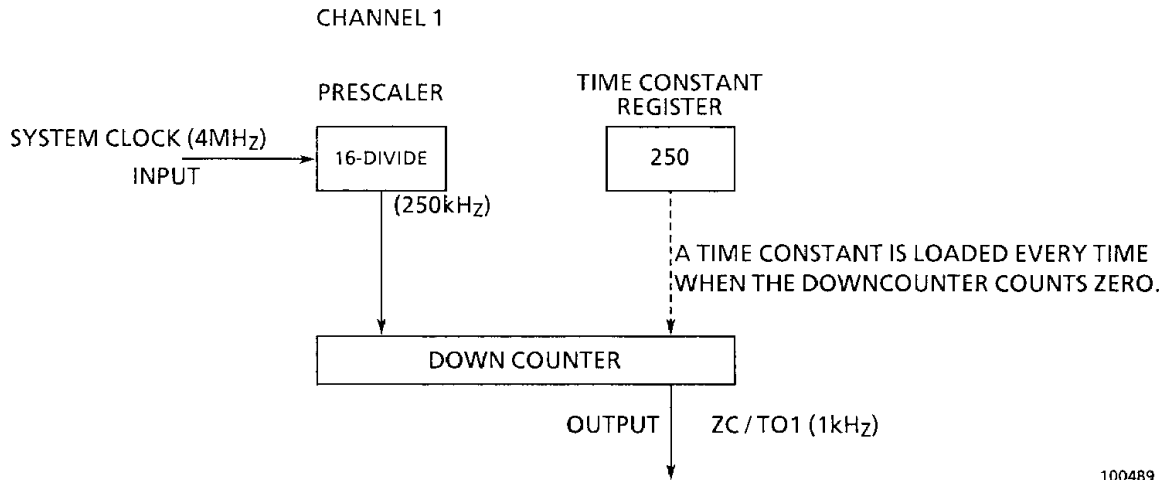 CHANNEL 1
PRESCALER
TIME CONSTANT
REGISTER
SYSTEM CLOCK (4MHZ)
INPUT
16-DIVIDE
250
(250kHZ)
A TIME CONSTANT IS LOADED EVERY TIME
WHEN THE DOWNCOUNTER COUNTS ZERO.
DOWN COUNTER
OUTPUT
ZC / TO1 (1kHZ)
100489